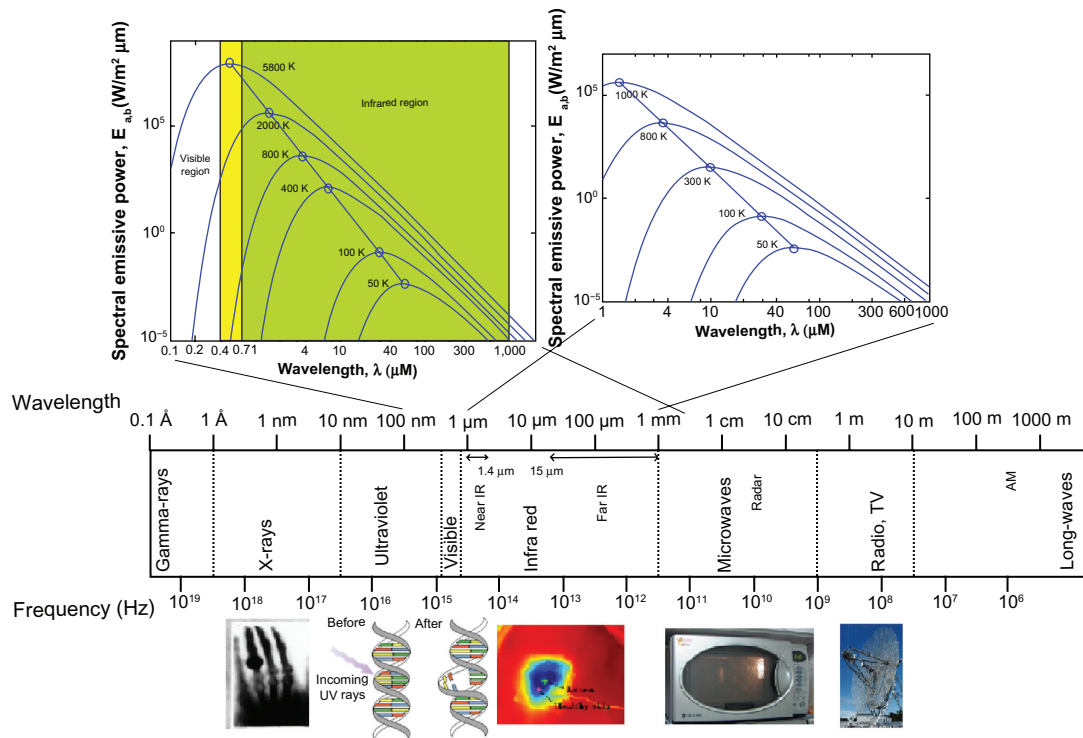 Spectral emissive power, E a,b (W/m² μm)
10⁵
10⁰
10⁻⁵
5800 K
2000 K
800 K
400 K
100 K
50 K
Visible
region
Infrared region
0.1 0.2 0.4 0.71 4 10 40 100 300 1,000
Wavelength, λ (μM)
Spectral emissive power, E a,b (W/m² μm)
10⁵
10⁰
10⁻⁵
1000 K
800 K
300 K
100 K
50 K
1 4 10 40 100 300 600 1000
Wavelength, λ (μM)
Wavelength
0.1 Å 1 Å 1 nm 10 nm 100 nm 1 μm 10 μm 100 μm 1 mm 1 cm 10 cm 1 m 10 m 100 m 1000 m
1.4 μm 15 μm
Gamma-rays
X-rays
Ultraviolet
Visible
Near IR
Infra red
Far IR
Microwaves
Radar
Radio, TV
AM
Long-waves
Frequency (Hz)
10¹⁹ 10¹⁸ 10¹⁷ 10¹⁶ 10¹⁵ 10¹⁴ 10¹³ 10¹² 10¹¹ 10¹⁰ 10⁹ 10⁸ 10⁷ 10⁶
Before After
Incoming
UV rays
Healthy skin